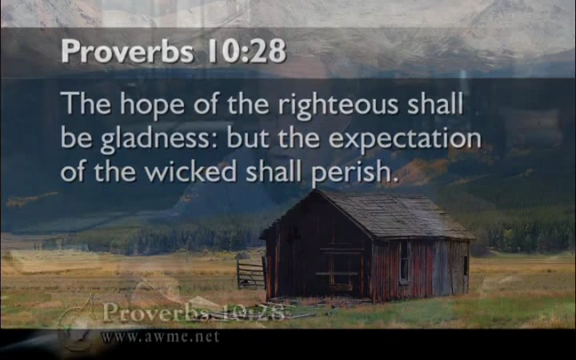 Proverbs 10:28
The hope of the righteous shall
be gladness: but the expectation
of the wicked shall perish.
Proverbs 10:28
www.awme.net